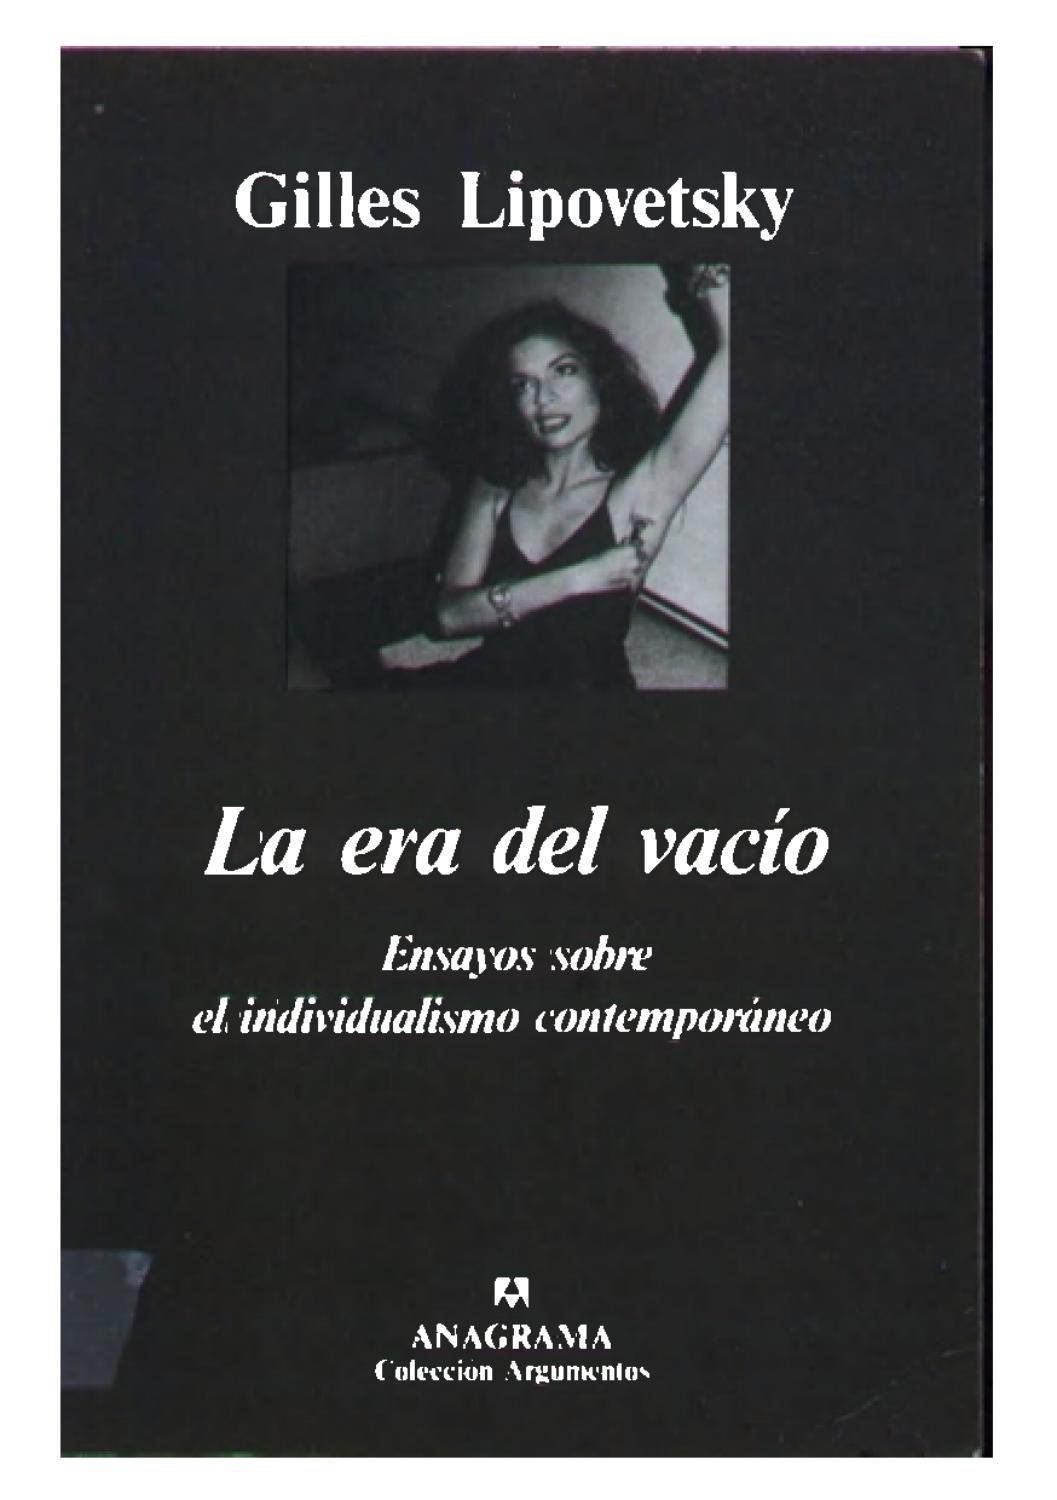 Gilles Lipovetsky
La era del vacío
Ensayos sobre
el individualismo contemporáneo
ANAGRAMA
Colección Argumentos